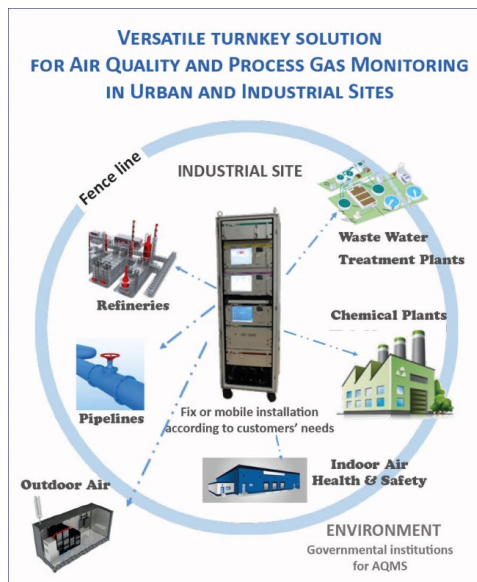 VERSATILE TURNKEY SOLUTION
FOR AIR QUALITY AND PROCESS GAS MONITORING
IN URBAN AND INDUSTRIAL SITES
Fence line
INDUSTRIAL SITE
Waste Water
Treatment Plants
Refineries
Chemical Plants
Pipelines
Fix or mobile installation
according to customers' needs
Indoor Air
Health & Safety
Outdoor Air
ENVIRONMENT
Governmental institutions
for AQMS